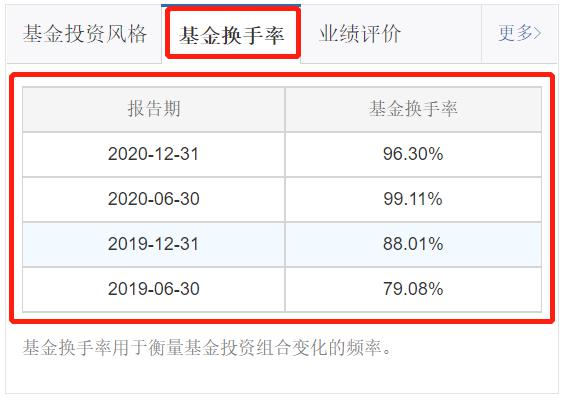 基金投资风格 基金换手率 业绩评价 更多>
报告期 基金换手率
2020-12-31 96.30%
2020-06-30 99.11%
2019-12-31 88.01%
2019-06-30 79.08%
基金换手率用于衡量基金投资组合变化的频率。